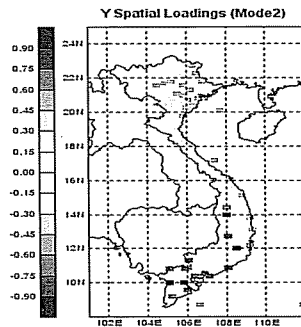 Y Spatial Loadings (Mode2)
0.90
0.75
0.60
0.45
0.30
0.15
0.00
-0.15
-0.30
-0.45
-0.60
-0.75
-0.90
24N
22N
20N
18N
16N
14N
12N
10N
102E 104E 106E 108E 110E